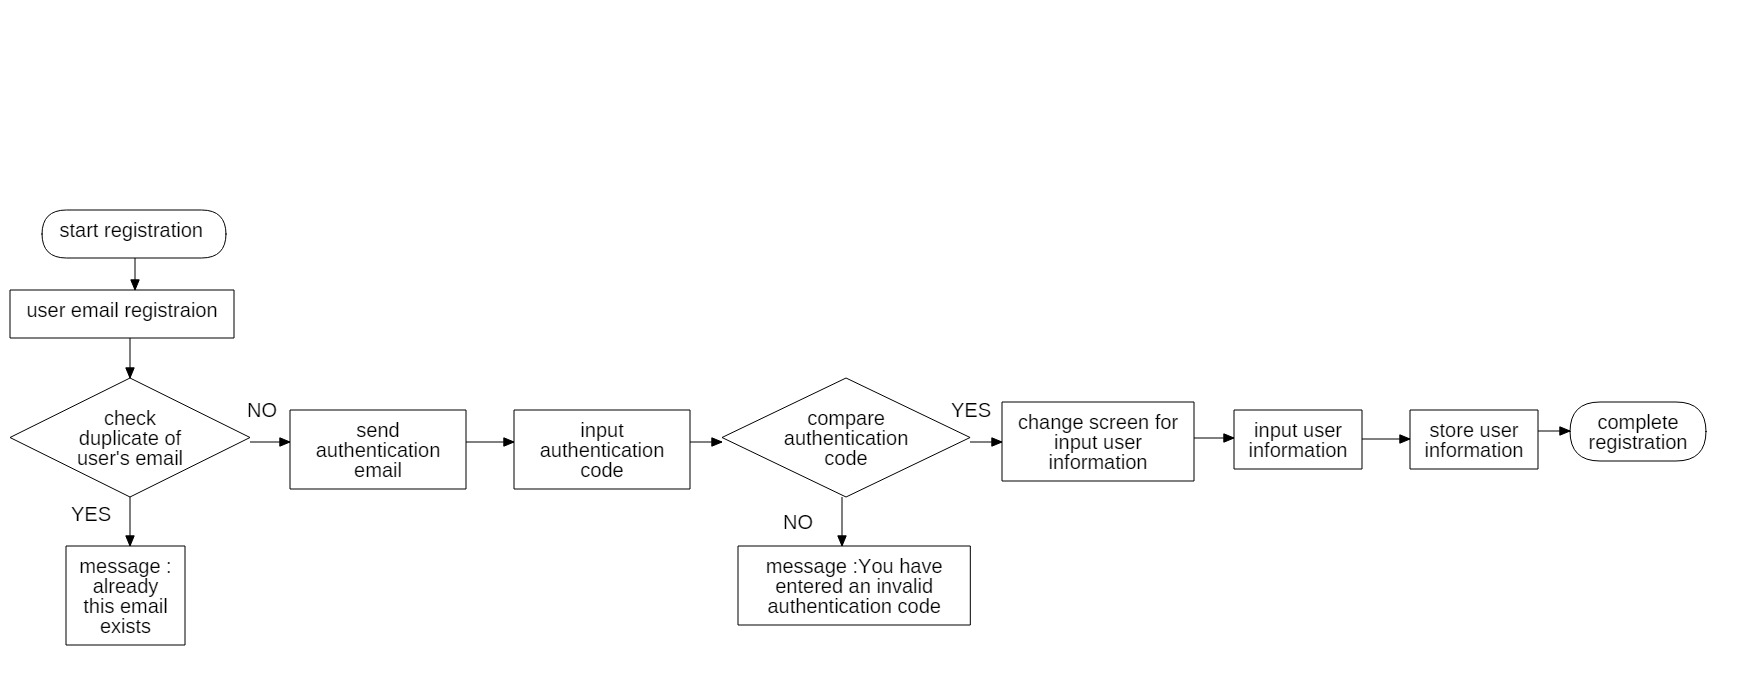 start registration
user email registraion
check
duplicate of
user's email
NO
send
authentication
email
input
authentication
code
compare
authentication
code
YES
change screen for
input user
information
input user
information
store user
information
complete
registration
YES
message :
already
this email
exists
NO
message :You have
entered an invalid
authentication code